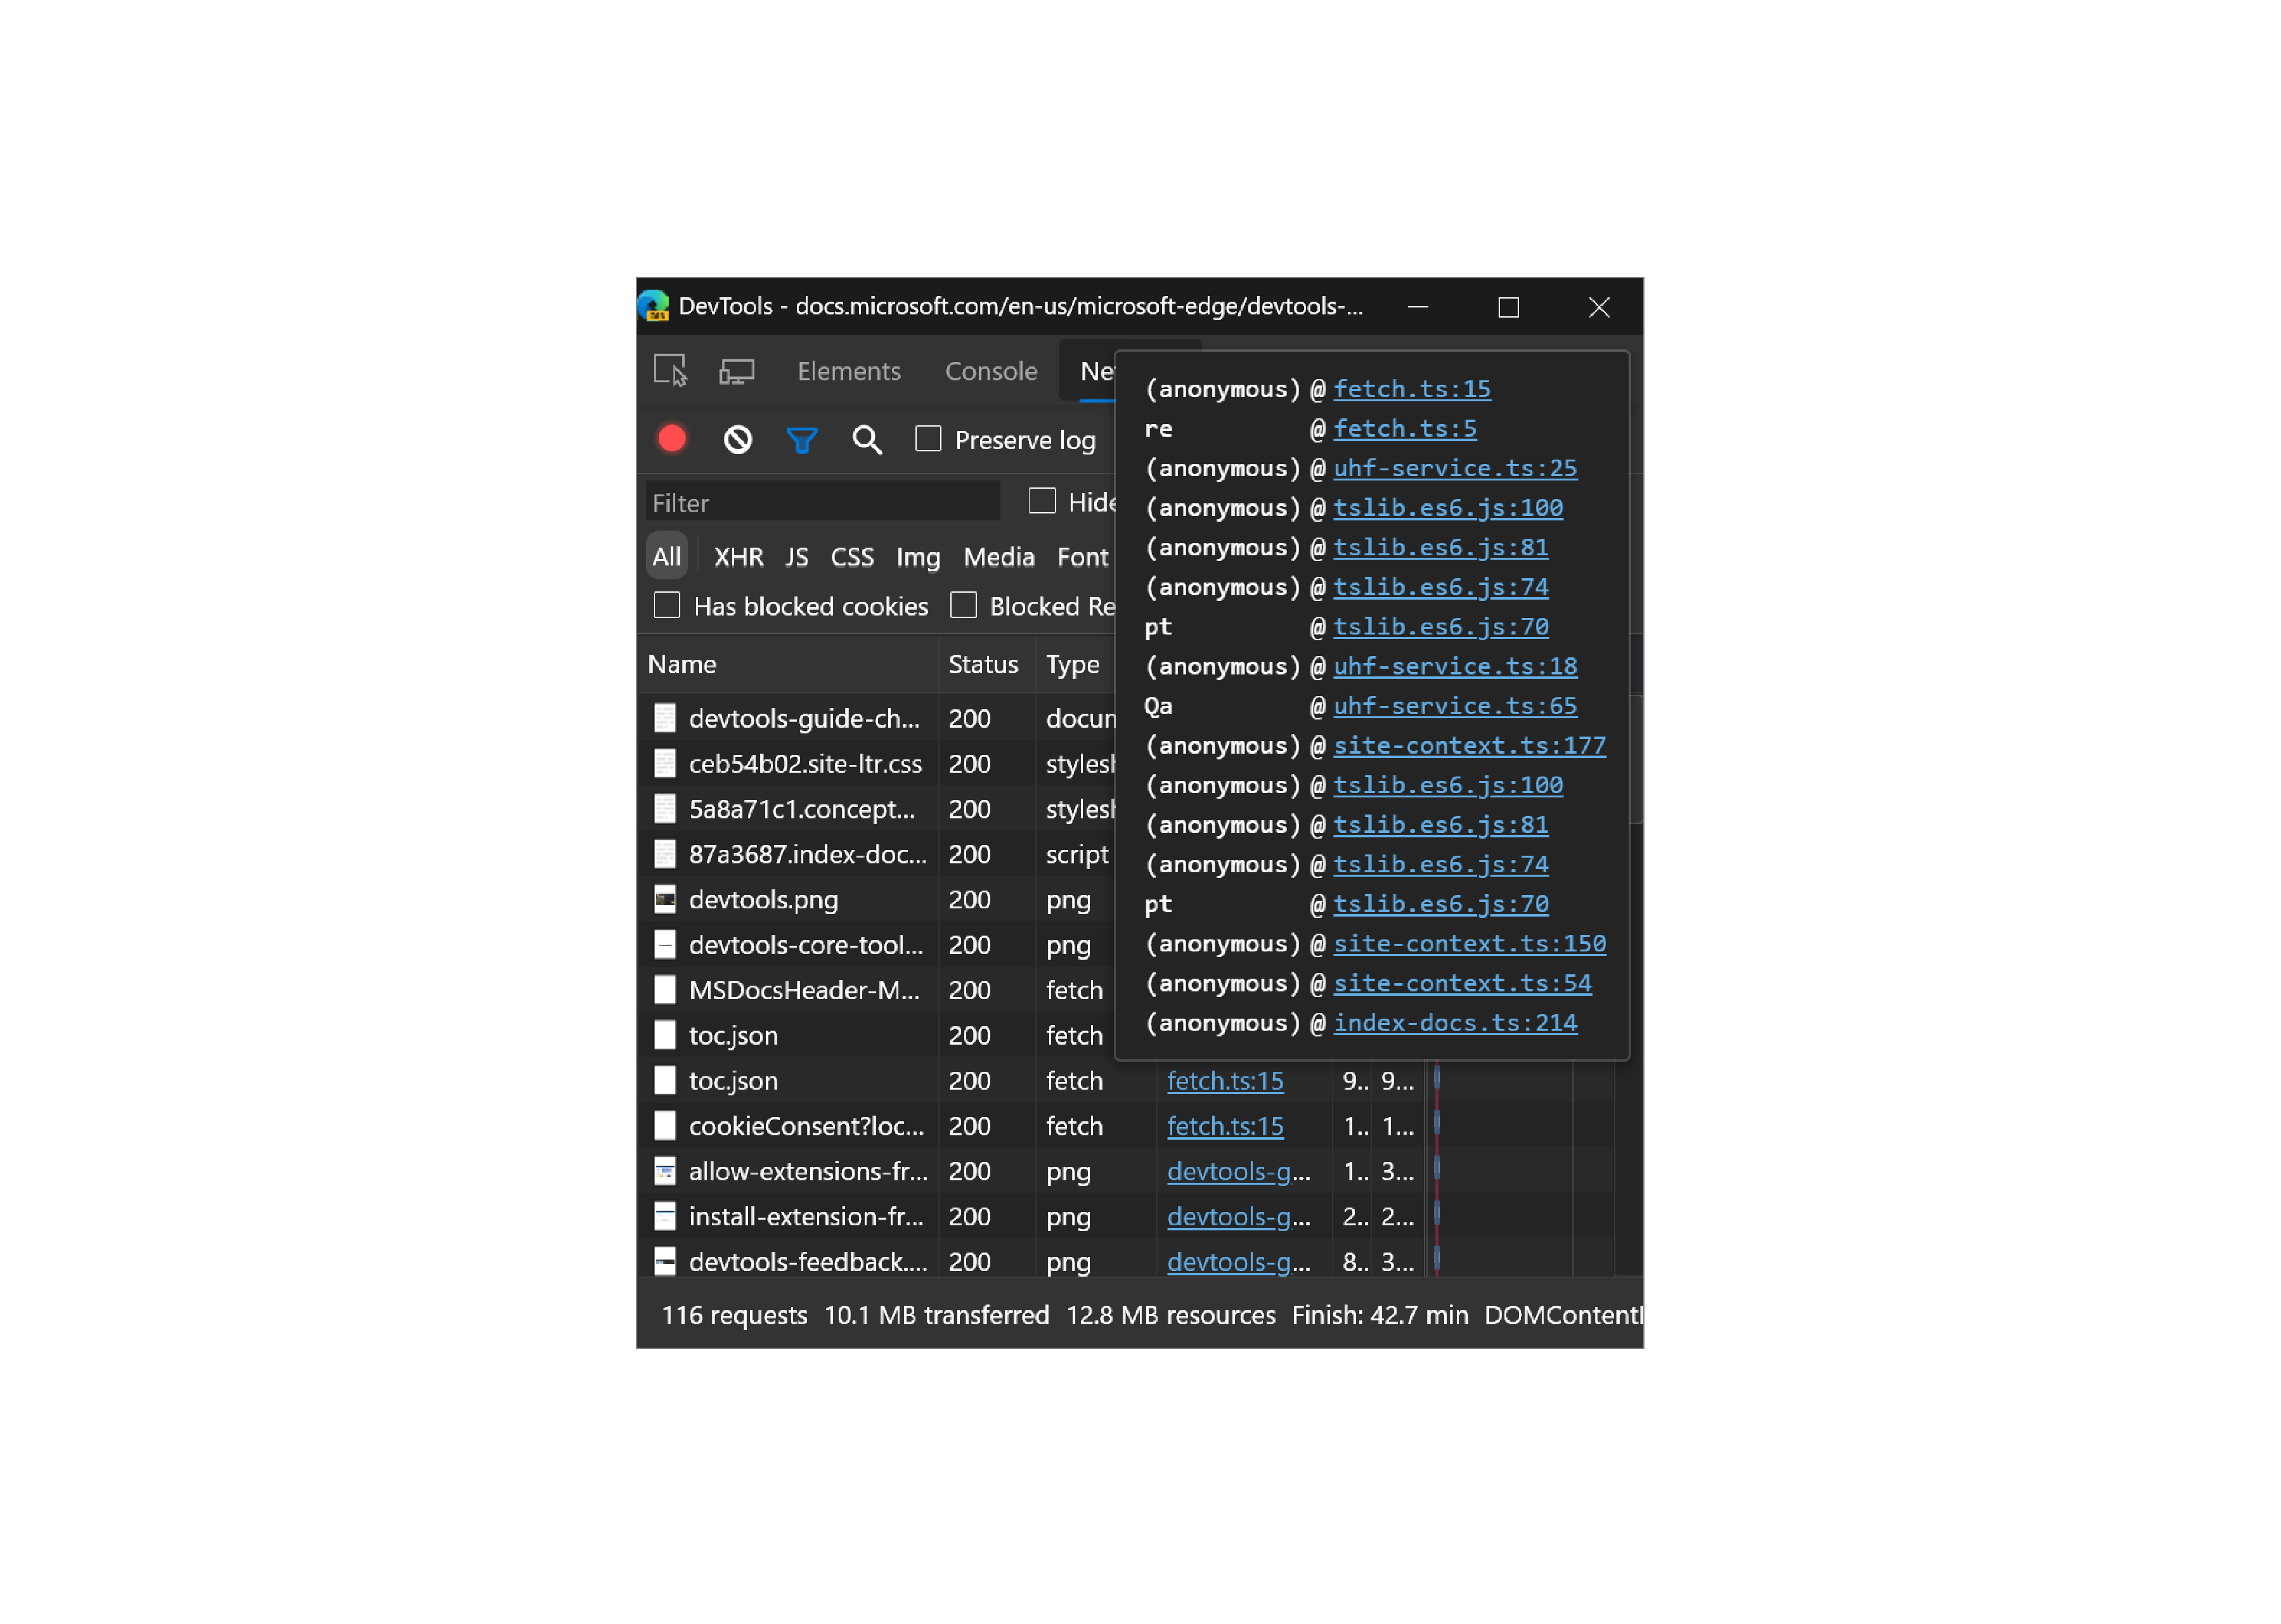 DevTools - docs.microsoft.com/en-us/microsoft-edge/devtools-...
Elements Console Ne
Preserve log
Filter Hide
All XHR JS CSS Img Media Font
Has blocked cookies Blocked Re
(anonymous) @ fetch.ts:15
re @ fetch.ts:5
(anonymous) @ uhf-service.ts:25
(anonymous) @ tslib.es6.js:100
(anonymous) @ tslib.es6.js:81
(anonymous) @ tslib.es6.js:74
pt @ tslib.es6.js:70
(anonymous) @ uhf-service.ts:18
Qa @ uhf-service.ts:65
(anonymous) @ site-context.ts:177
(anonymous) @ tslib.es6.js:100
(anonymous) @ tslib.es6.js:81
(anonymous) @ tslib.es6.js:74
pt @ tslib.es6.js:70
(anonymous) @ site-context.ts:150
(anonymous) @ site-context.ts:54
(anonymous) @ index-docs.ts:214
Name Status Type
devtools-guide-ch... 200 docum
ceb54b02.site-ltr.css 200 stylesh
5a8a71c1.concept... 200 stylesh
87a3687.index-doc... 200 script
devtools.png 200 png
devtools-core-tool... 200 png
MSDocsHeader-M... 200 fetch
toc.json 200 fetch
toc.json 200 fetch fetch.ts:15 9.. 9...
cookieConsent?loc... 200 fetch fetch.ts:15 1.. 1...
allow-extensions-fr... 200 png devtools-g... 1.. 3...
install-extension-fr... 200 png devtools-g... 2.. 2...
devtools-feedback.... 200 png devtools-g... 8.. 3...
116 requests 10.1 MB transferred 12.8 MB resources Finish: 42.7 min DOMContentl